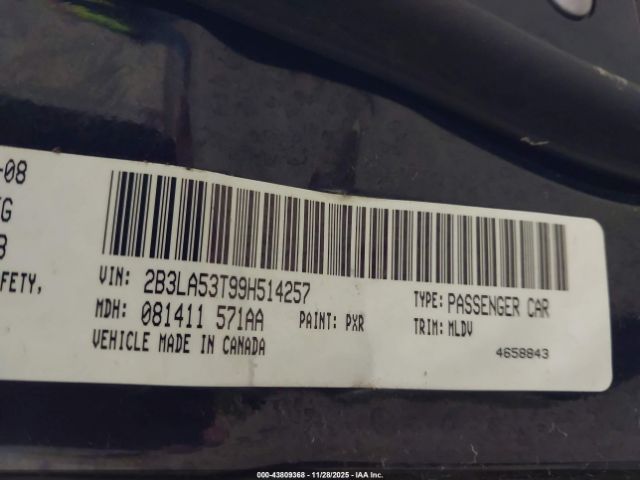 -08
G
8
FETY,
VIN: 2B3LA53T99H514257
TYPE: PASSENGER CAR
MDH: 081411 571AA
PAINT: PXR
TRIM: MLDV
VEHICLE MADE IN CANADA
4658843
000-43809368 - 11/28/2025 - © IAA Inc.